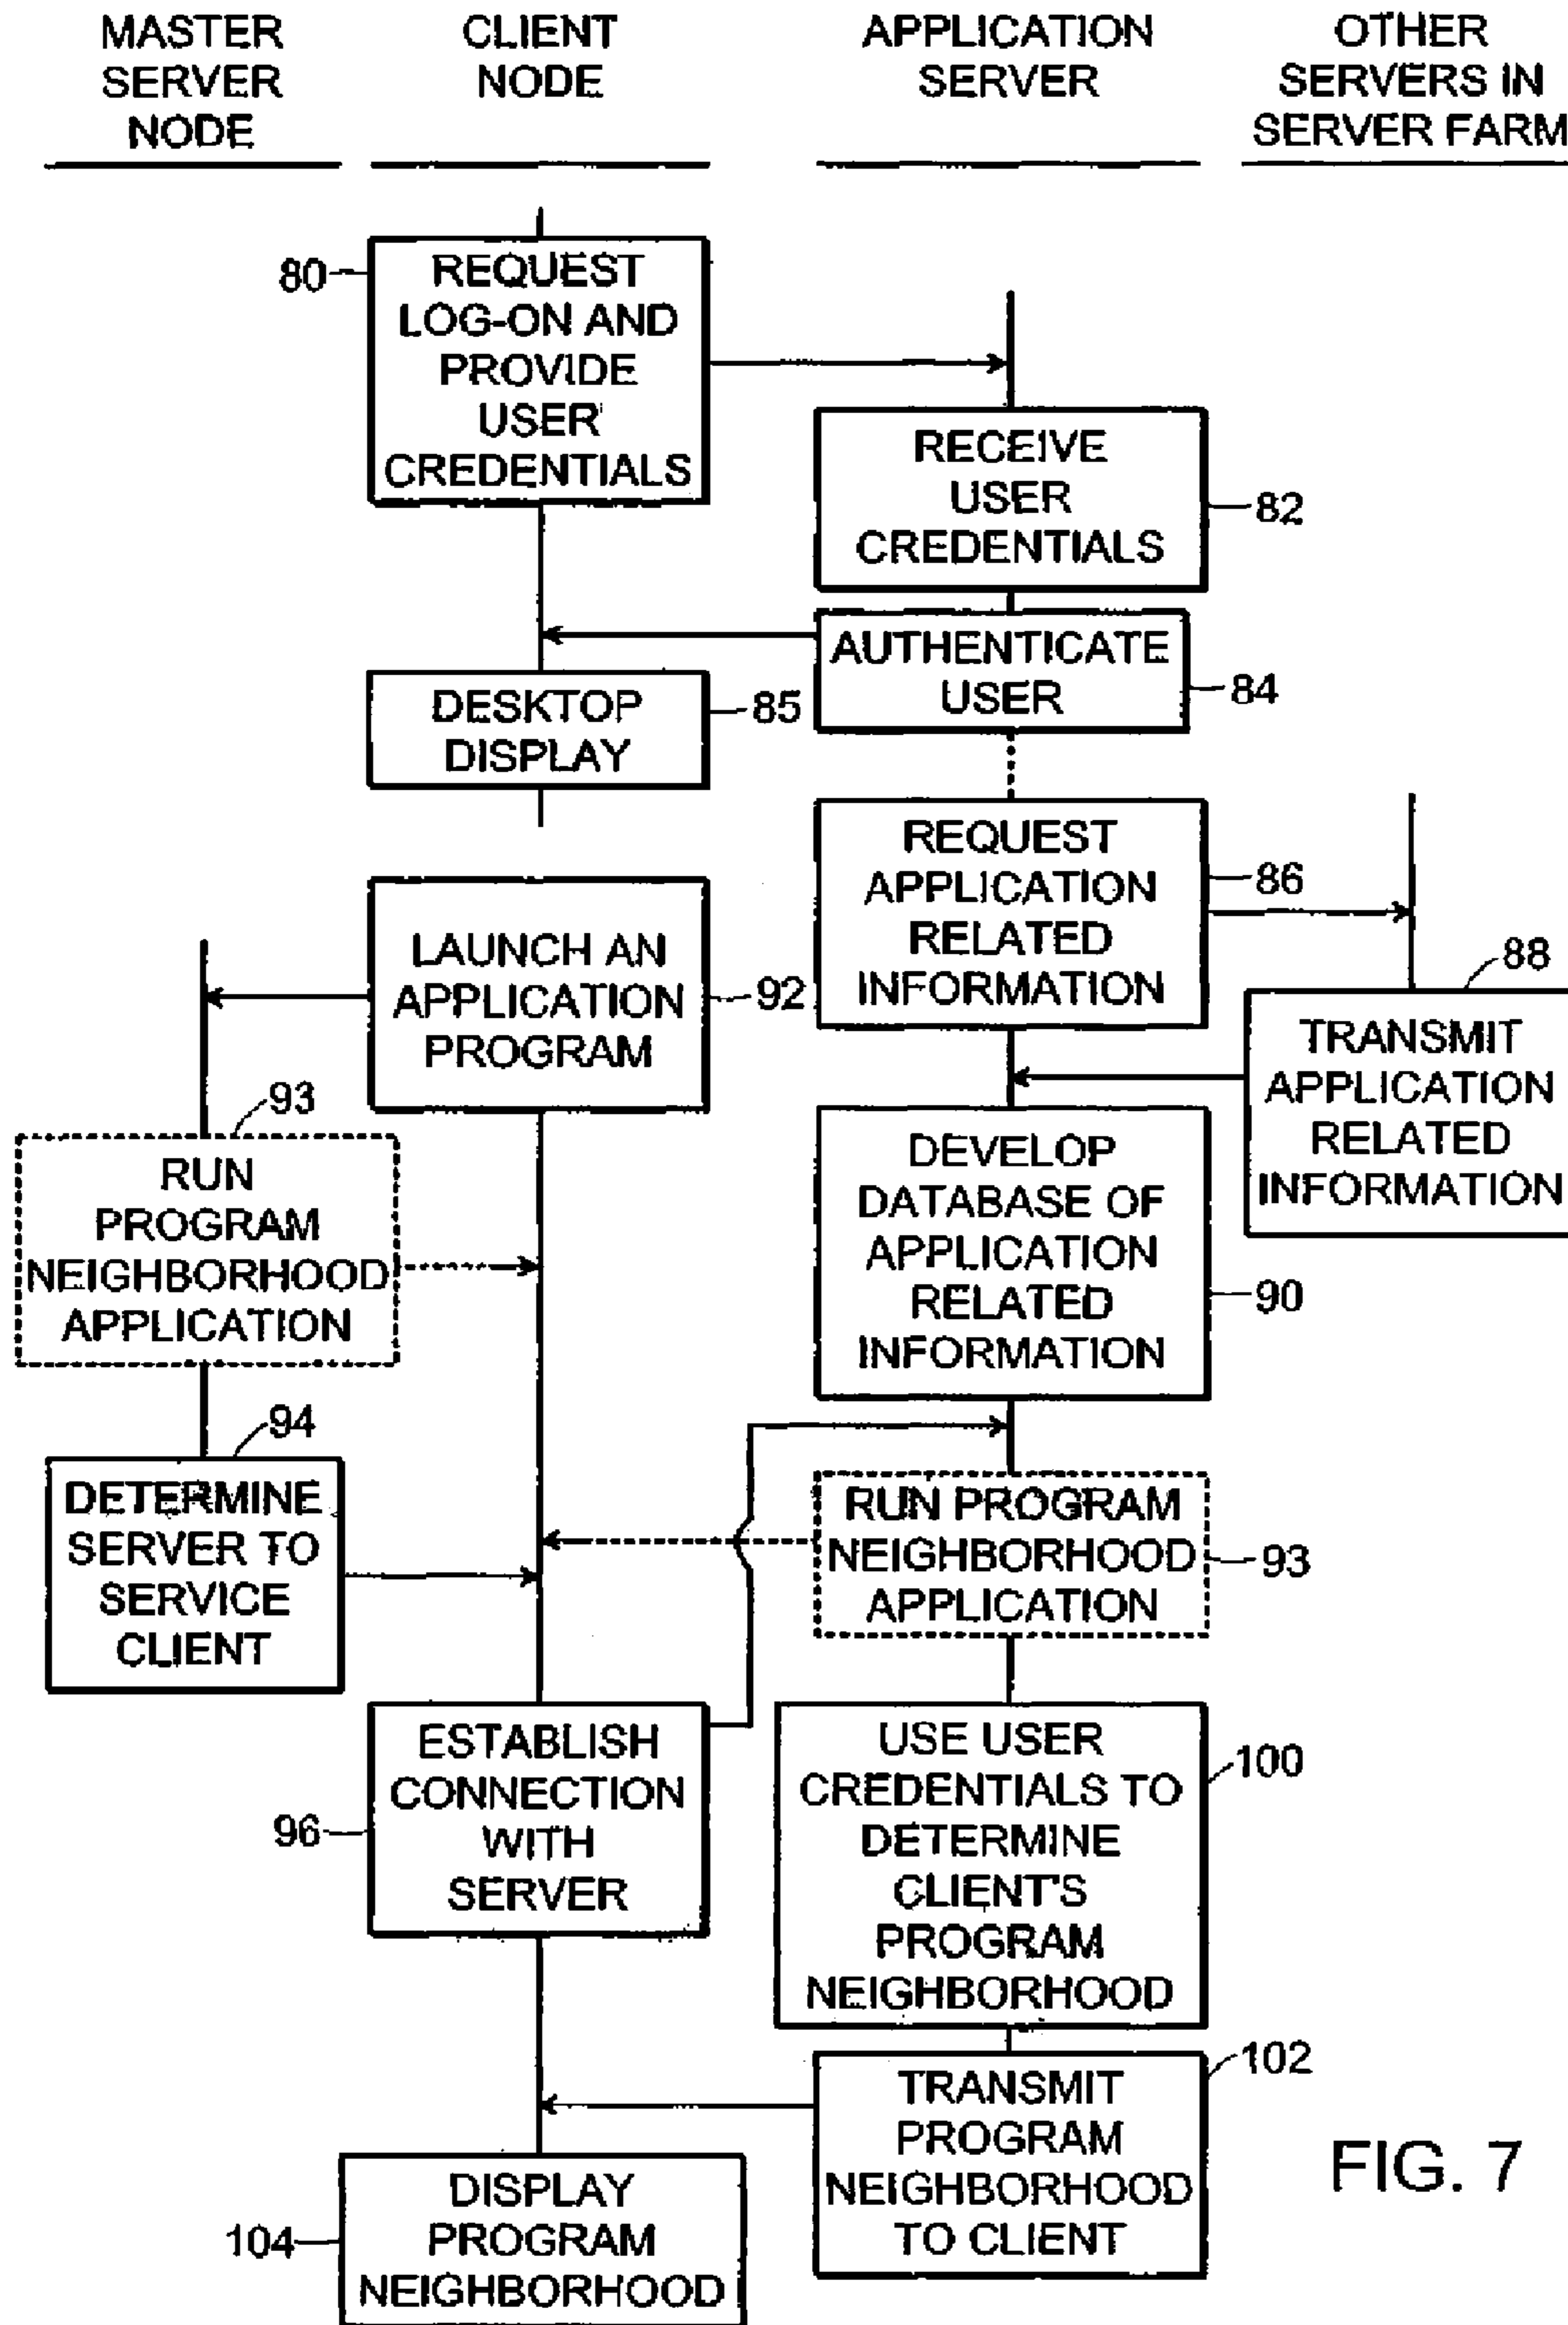 MASTER
SERVER
NODE
CLIENT
NODE
APPLICATION
SERVER
OTHER
SERVERS IN
SERVER FARM
80
REQUEST
LOG-ON AND
PROVIDE
USER
CREDENTIALS
RECEIVE
USER
CREDENTIALS
82
AUTHENTICATE
USER
84
DESKTOP
DISPLAY
85
REQUEST
APPLICATION
RELATED
INFORMATION
86
88
TRANSMIT
APPLICATION
RELATED
INFORMATION
LAUNCH AN
APPLICATION
PROGRAM
92
93
RUN
PROGRAM
NEIGHBORHOOD
APPLICATION
DEVELOP
DATABASE OF
APPLICATION
RELATED
INFORMATION
90
94
DETERMINE
SERVER TO
SERVICE
CLIENT
RUN PROGRAM
NEIGHBORHOOD
APPLICATION
93
ESTABLISH
CONNECTION
WITH
SERVER
96
USE USER
CREDENTIALS TO
DETERMINE
CLIENT'S
PROGRAM
NEIGHBORHOOD
100
102
TRANSMIT
PROGRAM
NEIGHBORHOOD
TO CLIENT
104
DISPLAY
PROGRAM
NEIGHBORHOOD
FIG. 7